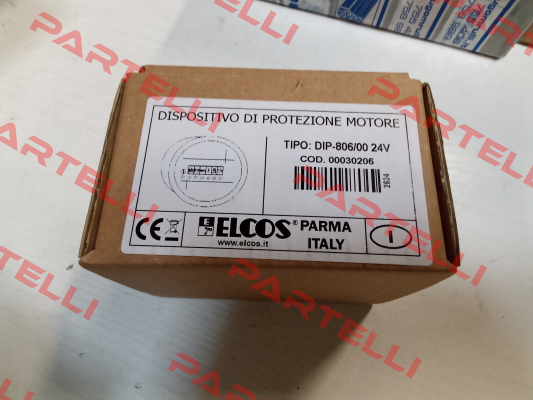 DISPOSITIVO DI PROTEZIONE MOTORE
TIPO: DIP-806/00 24V
COD. 00030206
2624
CE
ELCOS® PARMA
www.elcos.it
ITALY
I
PARTELLI
PARTELLI
PARTELLI
PARTELLI
PARTELLI